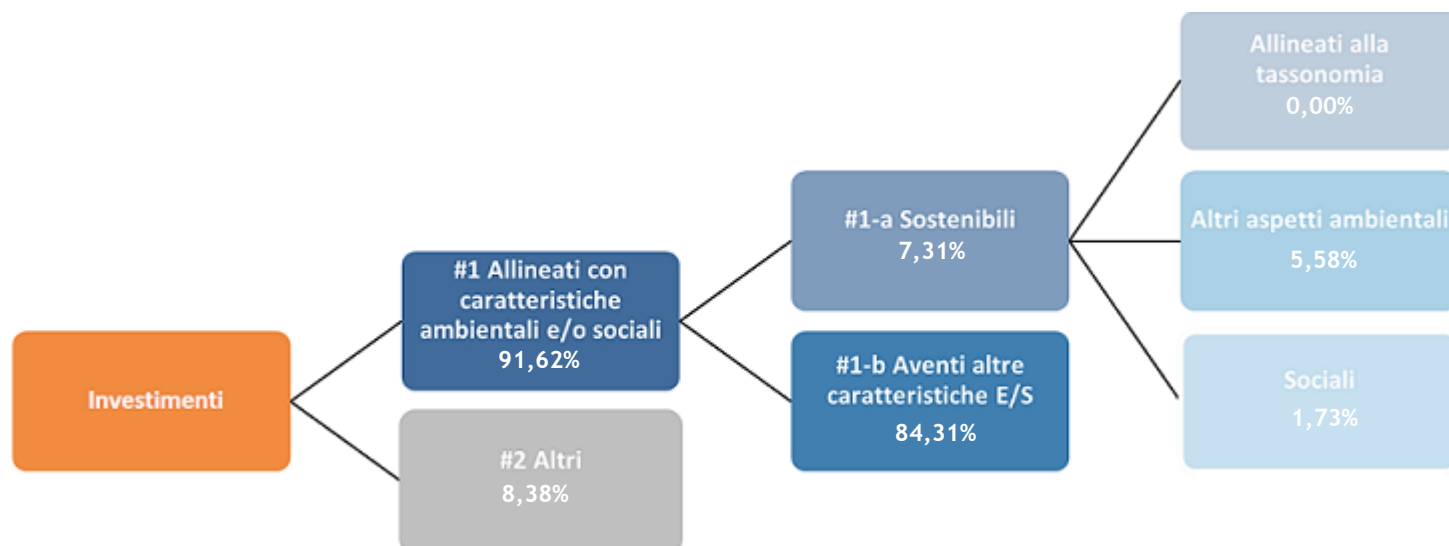 Investimenti
#1 Allineati con
caratteristiche
ambientali e/o sociali
91,62%
#2 Altri
8,38%
#1-a Sostenibili
7,31%
#1-b Aventi altre
caratteristiche E/S
84,31%
Allineati alla
tassonomia
0,00%
Altri aspetti ambientali
5,58%
Sociali
1,73%